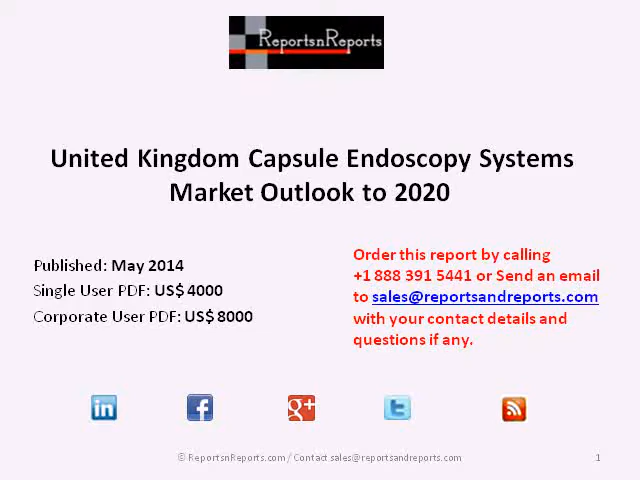 ReportsnReports
United Kingdom Capsule Endoscopy Systems
Market Outlook to 2020
Published: May 2014
Single User PDF: US$ 4000
Corporate User PDF: US$ 8000
Order this report by calling
+1 888 391 5441 or Send an email
to sales@reportsandreports.com
with your contact details and
questions if any.
in f g+ t
© ReportsnReports.com / Contact sales@reportsandreports.com
1